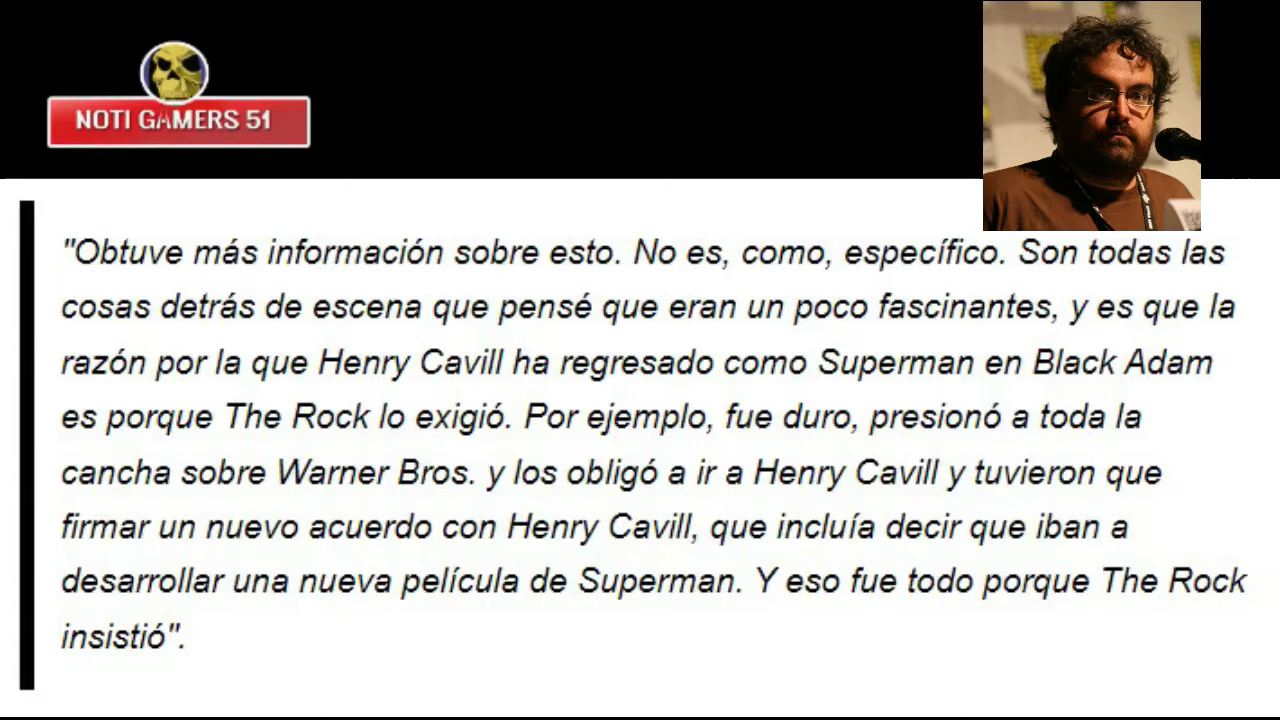 NOTI GAMERS 51
"Obtuve más información sobre esto. No es, como, específico. Son todas las
cosas detrás de escena que pensé que eran un poco fascinantes, y es que la
razón por la que Henry Cavill ha regresado como Superman en Black Adam
es porque The Rock lo exigió. Por ejemplo, fue duro, presionó a toda la
cancha sobre Warner Bros. y los obligó a ir a Henry Cavill y tuvieron que
firmar un nuevo acuerdo con Henry Cavill, que incluía decir que iban a
desarrollar una nueva película de Superman. Y eso fue todo porque The Rock
insistió".